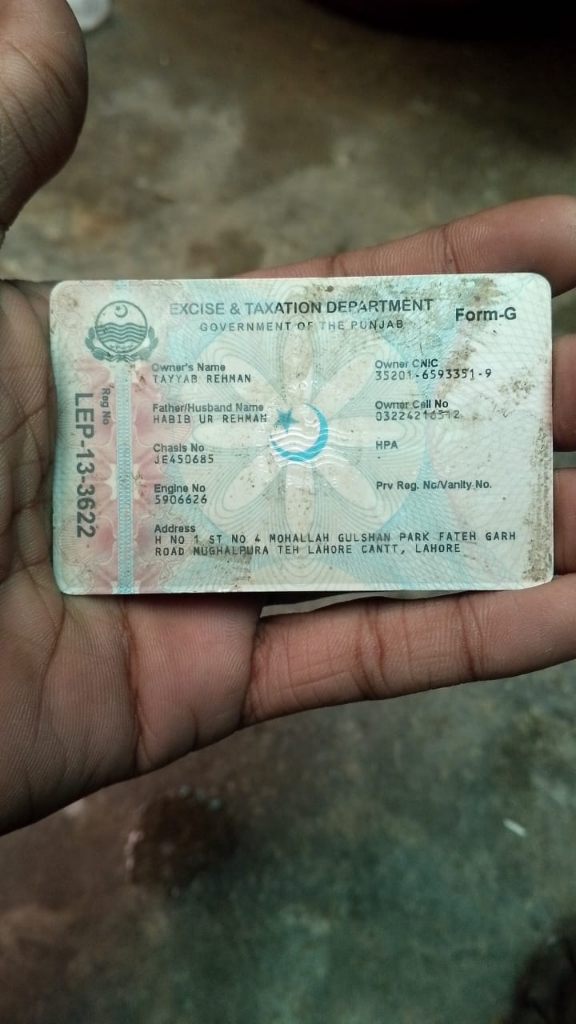 EXCISE & TAXATION DEPARTMENT
GOVERNMENT OF THE PUNJAB
Form-G
Reg No
LEP-13-3622
Owner's Name
TAYYAB REHMAN
Owner CNIC
35201-6593351-9
Father/Husband Name
HABIB UR REHMAN
Owner Cell No
Chasis No
JE450685
HPA
-
Engine No
5906626
Prv Reg. No/Vanity No.
Address
H NO 1 ST NO 4 MOHALLAH GULSHAN PARK FATEH GARH
ROAD MUGHALPURA TEH LAHORE CANTT, LAHORE